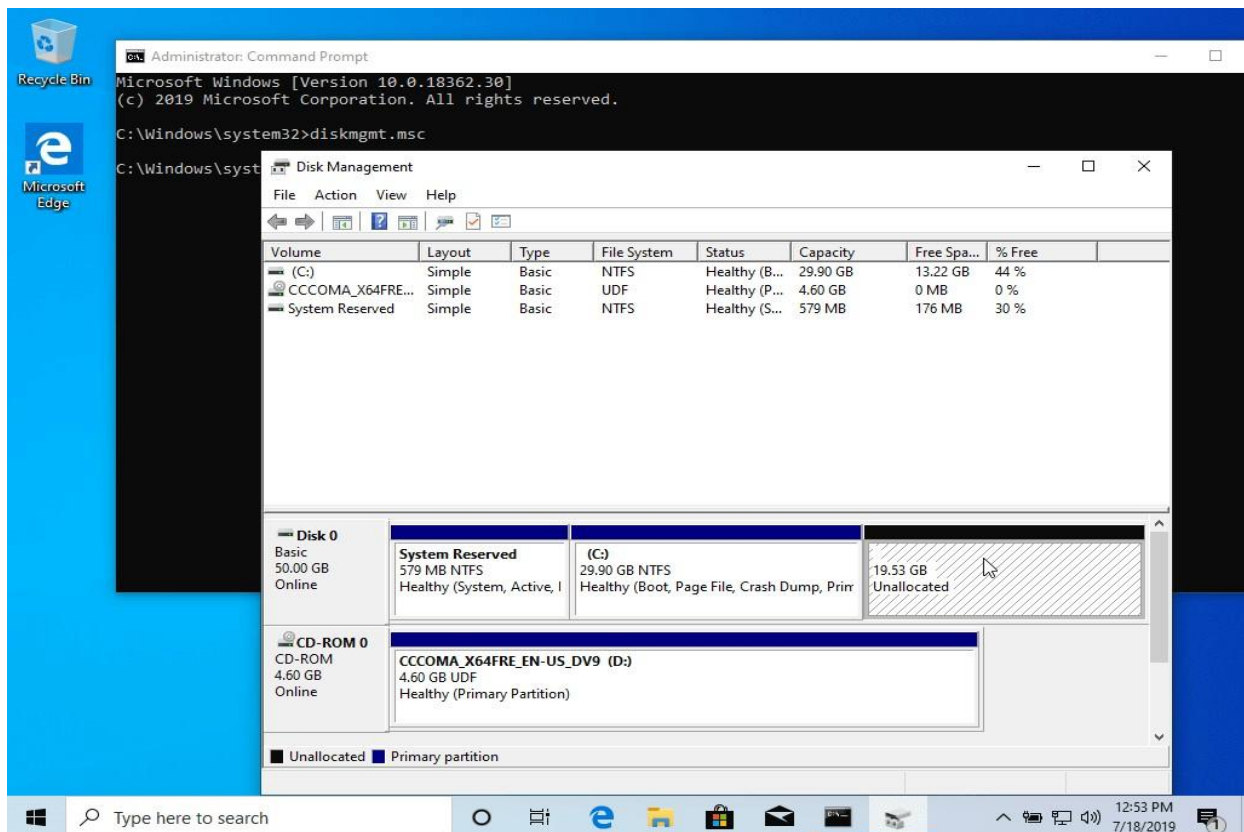 Recycle Bin
Microsoft Edge
Administrator: Command Prompt
Microsoft Windows [Version 10.0.18362.30]
(c) 2019 Microsoft Corporation. All rights reserved.
C:\Windows\system32>diskmgmt.msc
C:\Windows\syst
Disk Management
File Action View Help
Volume Layout Type File System Status Capacity Free Spa... % Free
(C:) Simple Basic NTFS Healthy (B... 29.90 GB 13.22 GB 44 %
CCCOMA_X64FRE... Simple Basic UDF Healthy (P... 4.60 GB 0 MB 0 %
System Reserved Simple Basic NTFS Healthy (S... 579 MB 176 MB 30 %
Disk 0
Basic
50.00 GB
Online
System Reserved
579 MB NTFS
Healthy (System, Active, I
(C:)
29.90 GB NTFS
Healthy (Boot, Page File, Crash Dump, Prim
19.53 GB
Unallocated
CD-ROM 0
CD-ROM
4.60 GB
Online
CCCOMA_X64FRE_EN-US_DV9 (D:)
4.60 GB UDF
Healthy (Primary Partition)
Unallocated Primary partition
Type here to search
12:53 PM
7/18/2019
1